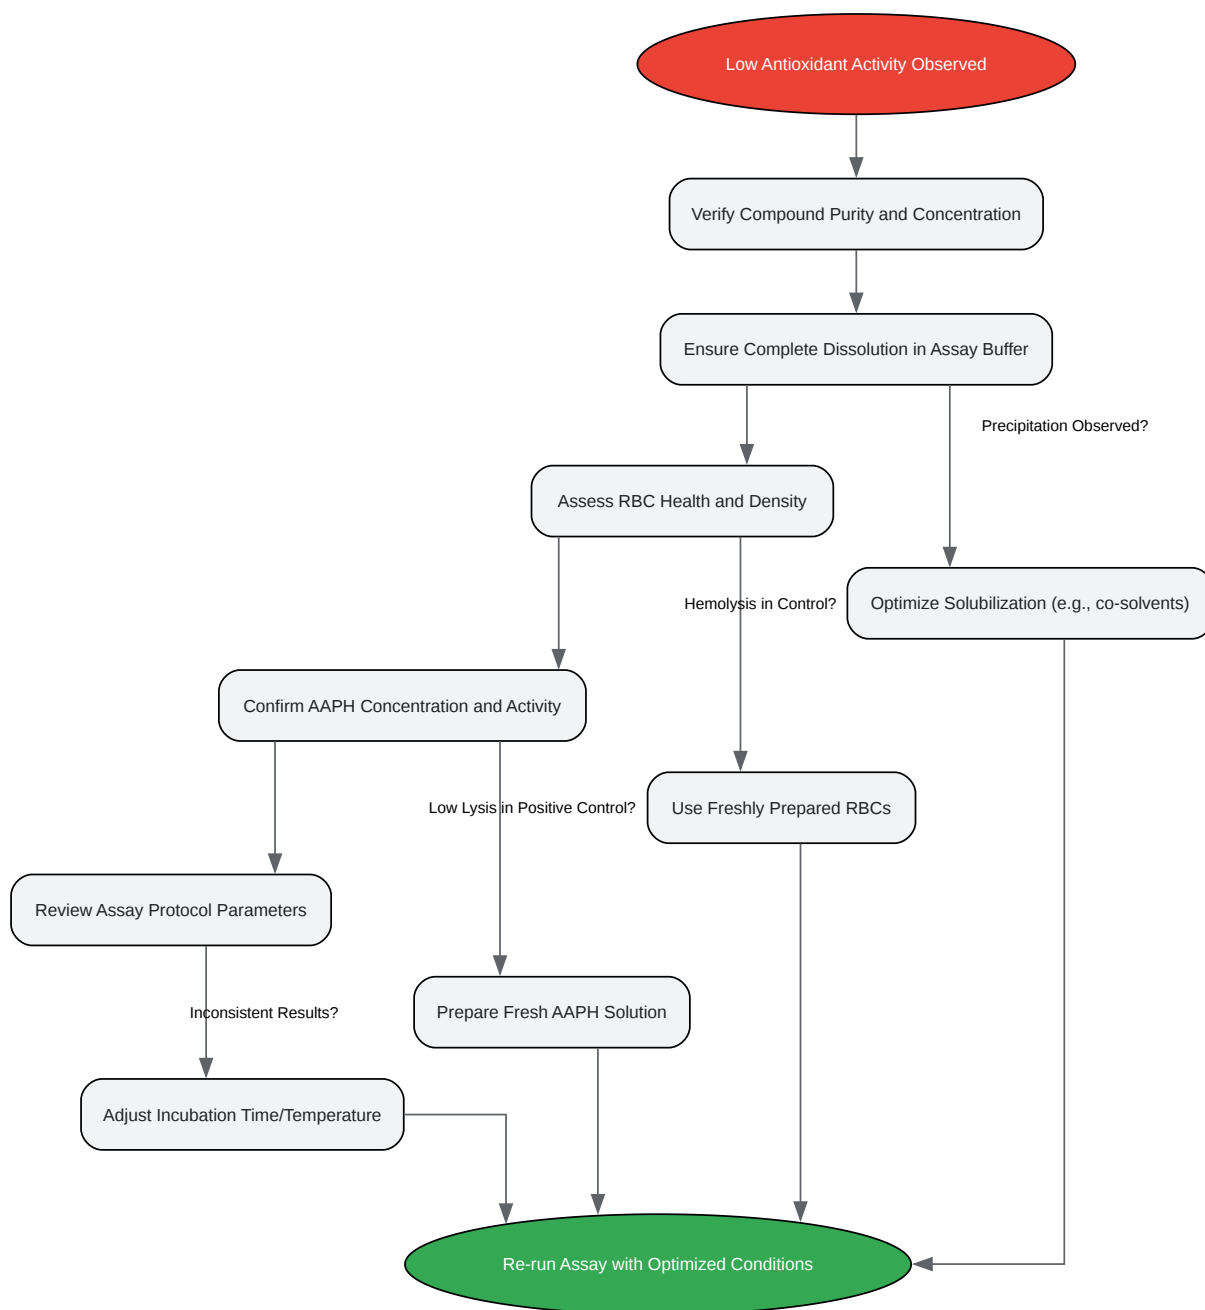 Low Antioxidant Activity Observed
Verify Compound Purity and Concentration
Ensure Complete Dissolution in Assay Buffer
Precipitation Observed?
Assess RBC Health and Density
Hemolysis in Control?
Optimize Solubilization (e.g., co-solvents)
Confirm AAPH Concentration and Activity
Low Lysis in Positive Control?
Use Freshly Prepared RBCs
Review Assay Protocol Parameters
Inconsistent Results?
Prepare Fresh AAPH Solution
Adjust Incubation Time/Temperature
Re-run Assay with Optimized Conditions